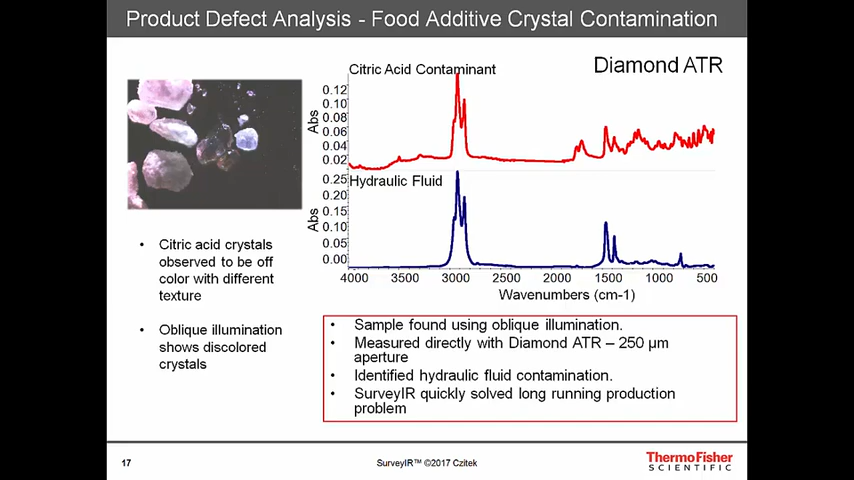 Product Defect Analysis - Food Additive Crystal Contamination
Diamond ATR
Citric Acid Contaminant
Abs
0.12
0.10
0.08
0.06
0.04
0.02
Hydraulic Fluid
Abs
0.25
0.20
0.15
0.10
0.05
0.00
4000 3500 3000 2500 2000 1500 1000 500
Wavenumbers (cm-1)
• Citric acid crystals
observed to be off
color with different
texture
• Oblique illumination
shows discolored
crystals
• Sample found using oblique illumination.
• Measured directly with Diamond ATR – 250 µm
aperture
• Identified hydraulic fluid contamination.
• SurveyIR quickly solved long running production
problem
17
SurveyIR™ ©2017 Czitek
ThermoFisher
SCIENTIFIC